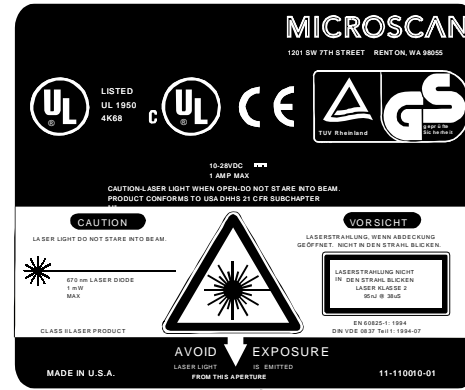 MICROSCAN
1201 SW 7TH STREET RENTON, WA 98055
UL ®
LISTED
UL 1950
4K68
C UL ®
CE
TUV Rheinland
GS
geprüfte
Sicherheit
10-28VDC
1 AMP MAX
CAUTION-LASER LIGHT WHEN OPEN-DO NOT STARE INTO BEAM.
PRODUCT CONFORMS TO USA DHHS 21 CFR SUBCHAPTER
CAUTION
LASER LIGHT DO NOT STARE INTO BEAM.
670 nm LASER DIODE
1 mW
MAX
CLASS II LASER PRODUCT
VORSICHT
LASERSTRAHLUNG, WENN ABDECKUNG
GEÖFFNET. NICHT IN DEN STRAHL BLICKEN.
LASERSTRAHLUNG NICHT
IN DEN STRAHL BLICKEN
LASER KLASSE 2
95nJ @ 38uS
EN 60825-1: 1994
DIN VDE 0837 Teil 1: 1994-07
AVOID EXPOSURE
LASER LIGHT IS EMITTED
FROM THIS APERTURE
MADE IN U.S.A.
11-110010-01